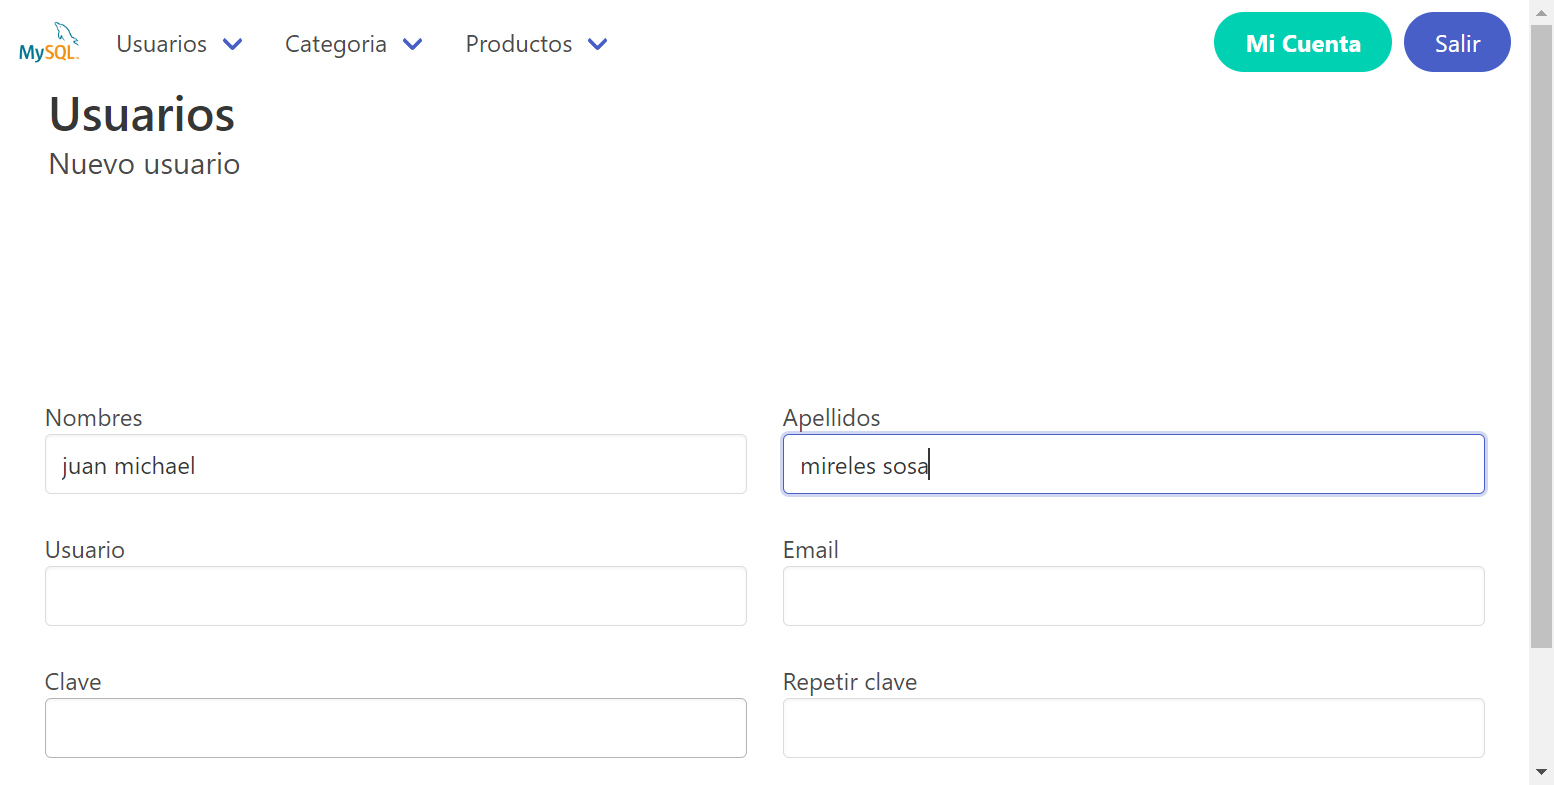 MySQL Usuarios Categoria Productos Mi Cuenta Salir
Usuarios
Nuevo usuario
Nombres Apellidos
juan michael mireles sosa
Usuario Email
Clave Repetir clave